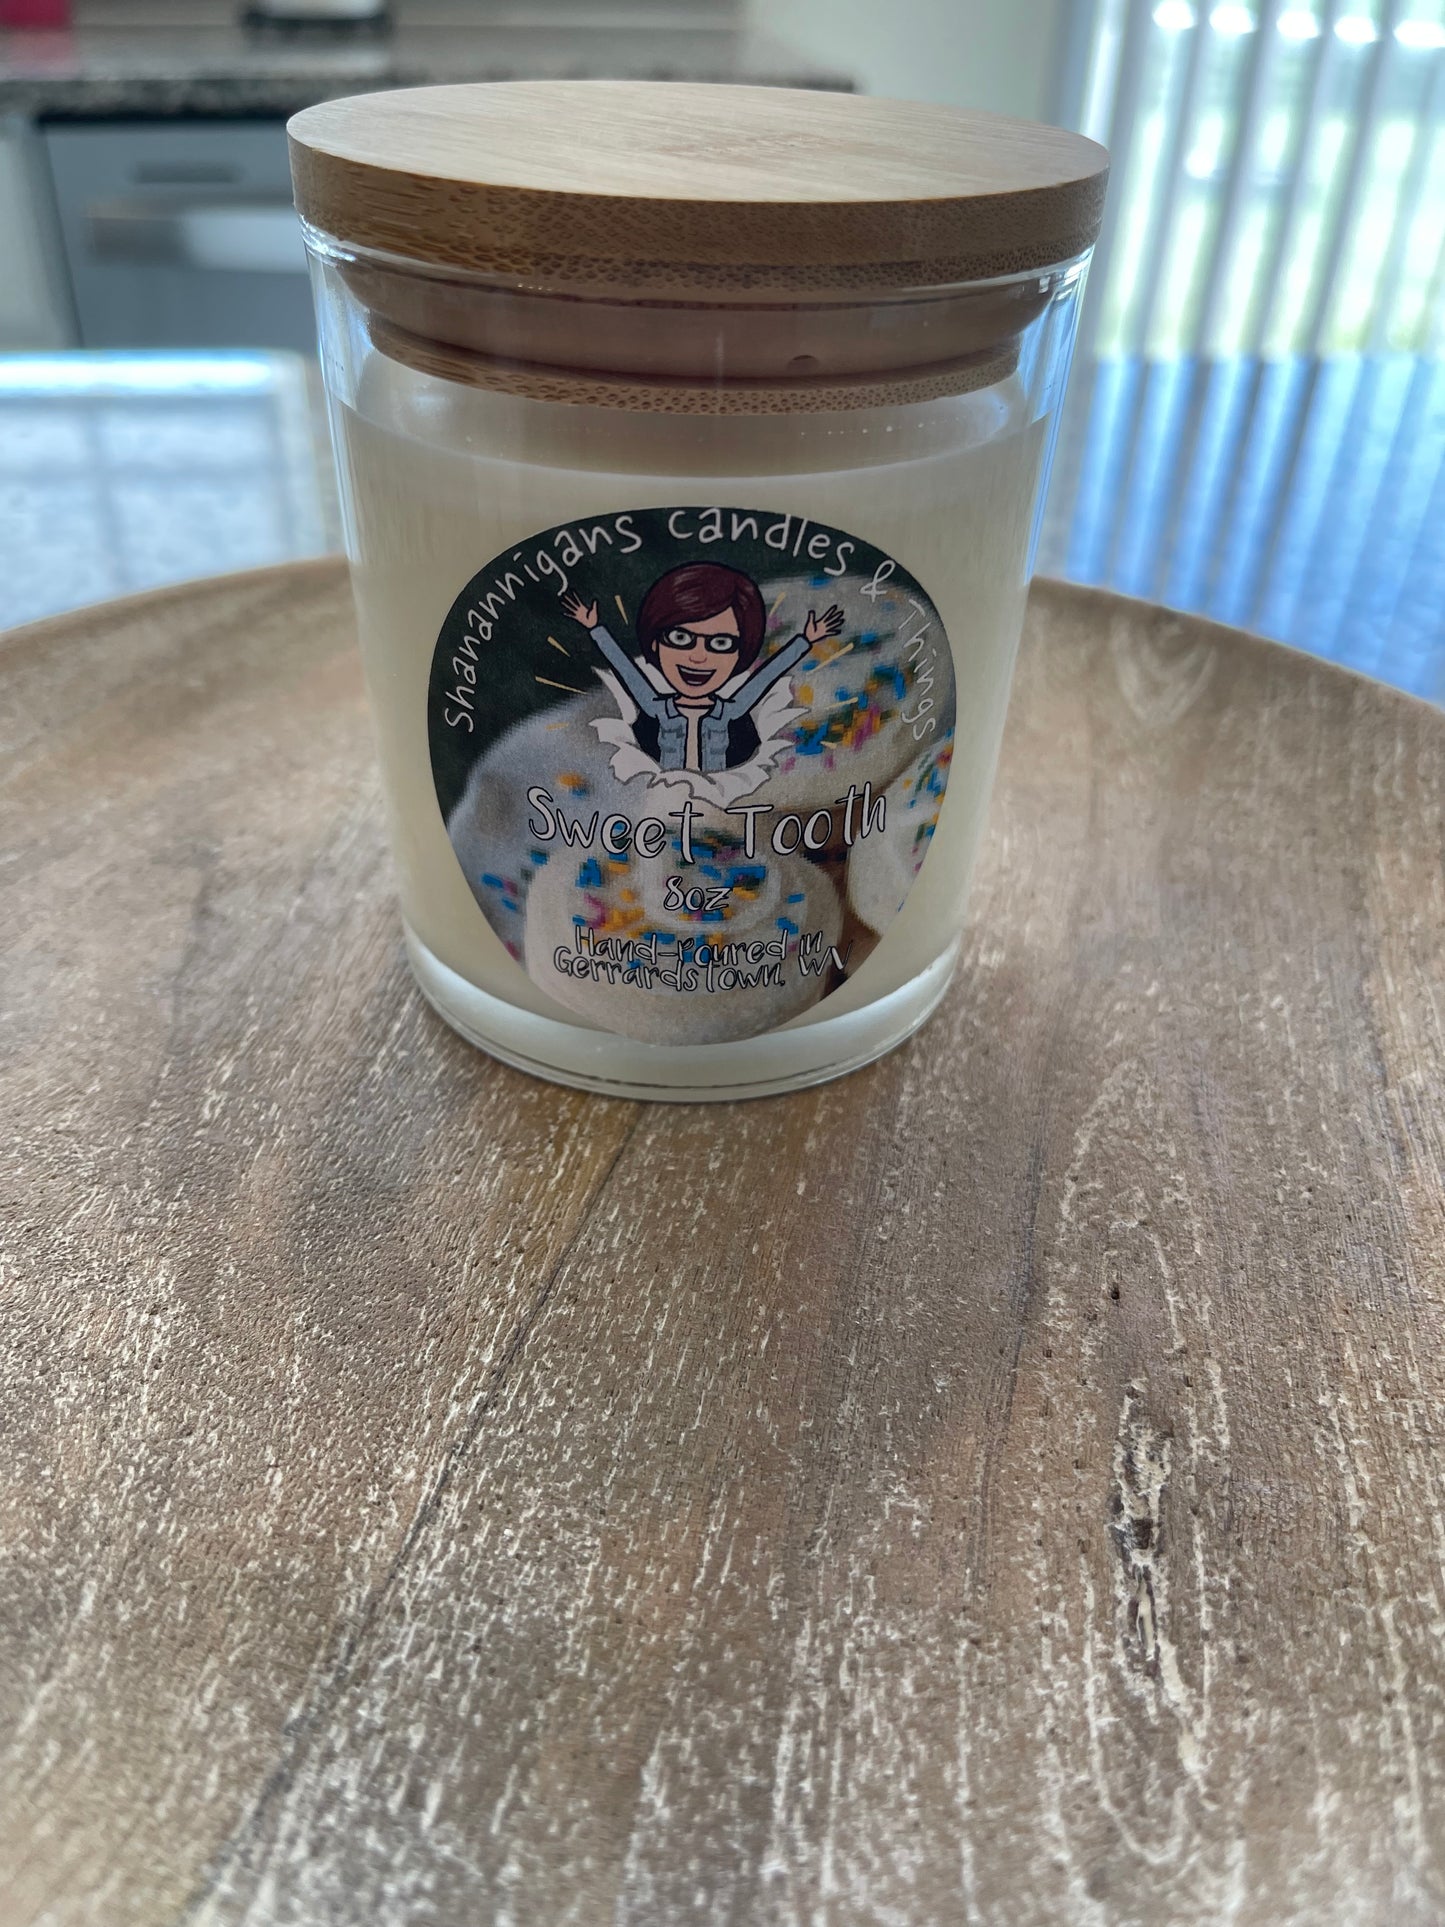 Shanannigans Candles & Things
Sweet Tooth
8oz
Hand-Poured in
Gerrardstown, WV